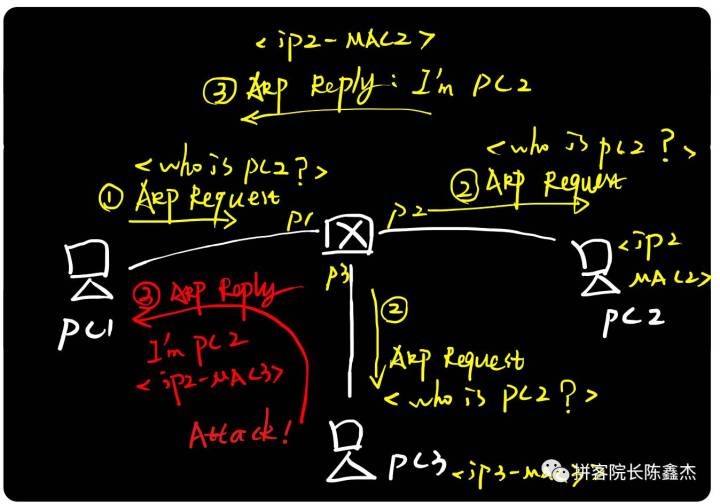 <ip2-MAC2>
③ ARP Reply: I'm PC2
<who is PC2?>
① ARP Request
<who is PC2?>
② ARP Request
P1
P2
P3
<ip2
MAC2>
PC1
PC2
③ ARP Reply
I'm PC2
<ip2-MAC3>
Attack!
②
ARP Request
<who is PC2?>
PC3
<ip3-MA
拼客院长陈鑫杰